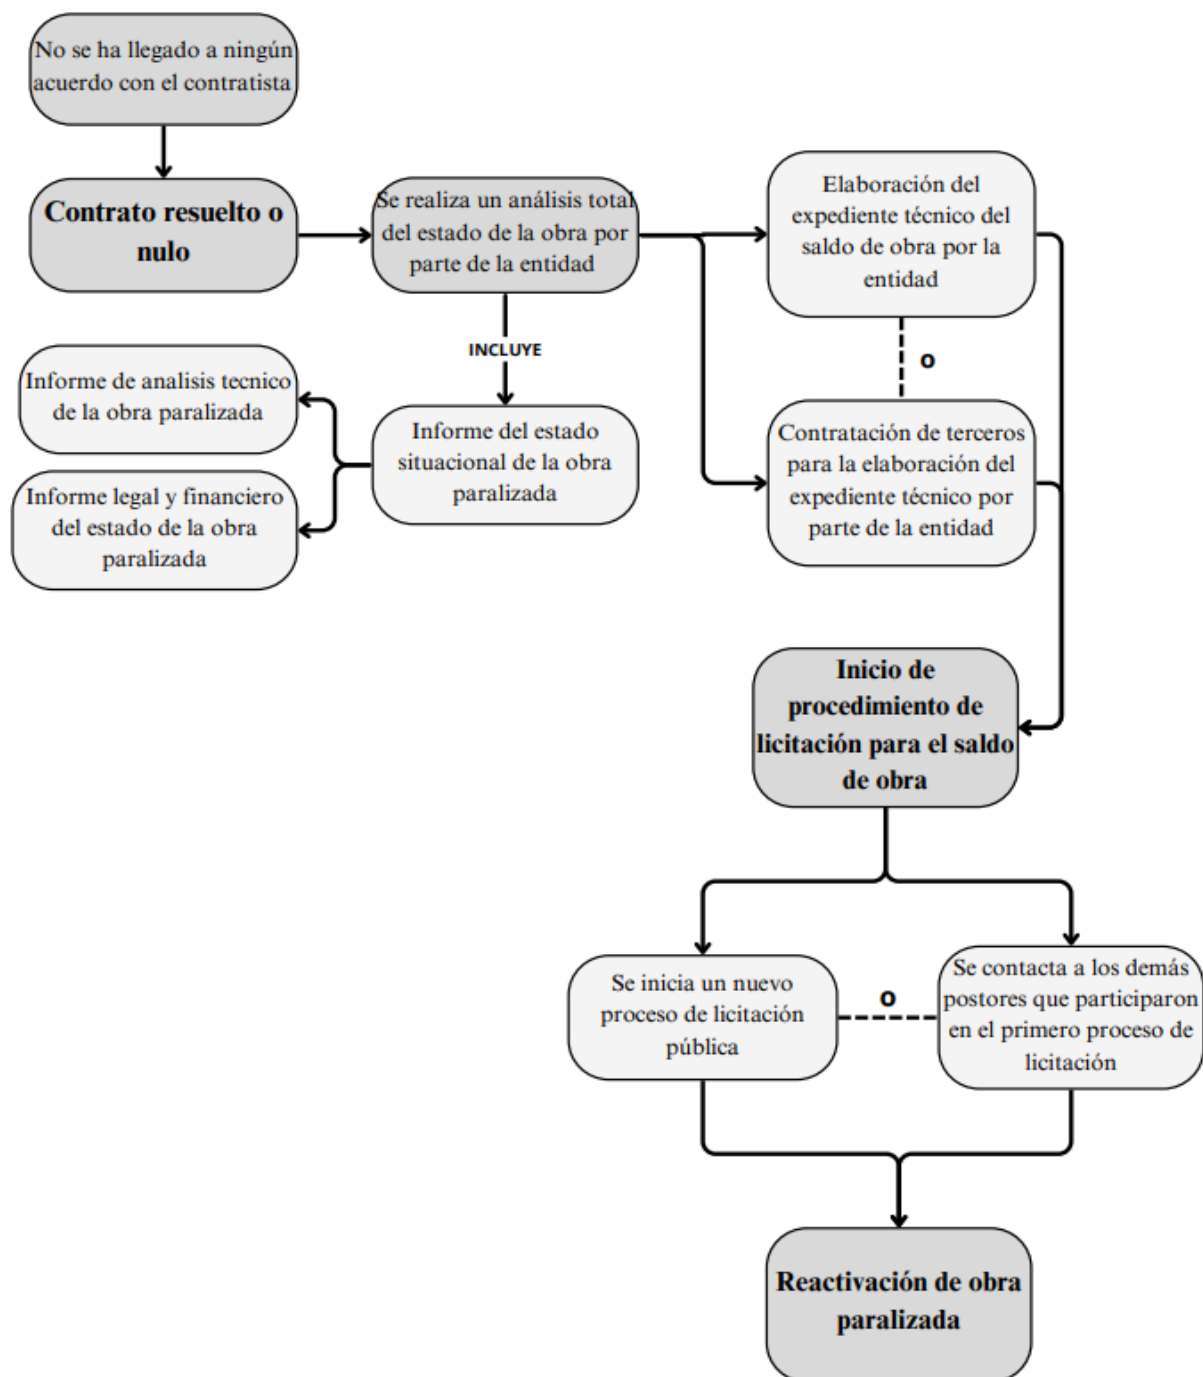 No se ha llegado a ningún
acuerdo con el contratista
Contrato resuelto o
nulo
Se realiza un análisis total
del estado de la obra por
parte de la entidad
Elaboración del
expediente técnico del
saldo de obra por la
entidad
INCLUYE
o
Informe de analisis tecnico
de la obra paralizada
Informe legal y financiero
del estado de la obra
paralizada
Informe del estado
situacional de la obra
paralizada
Contratación de terceros
para la elaboración del
expediente técnico por
parte de la entidad
Inicio de
procedimiento de
licitación para el saldo
de obra
Se inicia un nuevo
proceso de licitación
pública
o
Se contacta a los demás
postores que participaron
en el primero proceso de
licitación
Reactivación de obra
paralizada